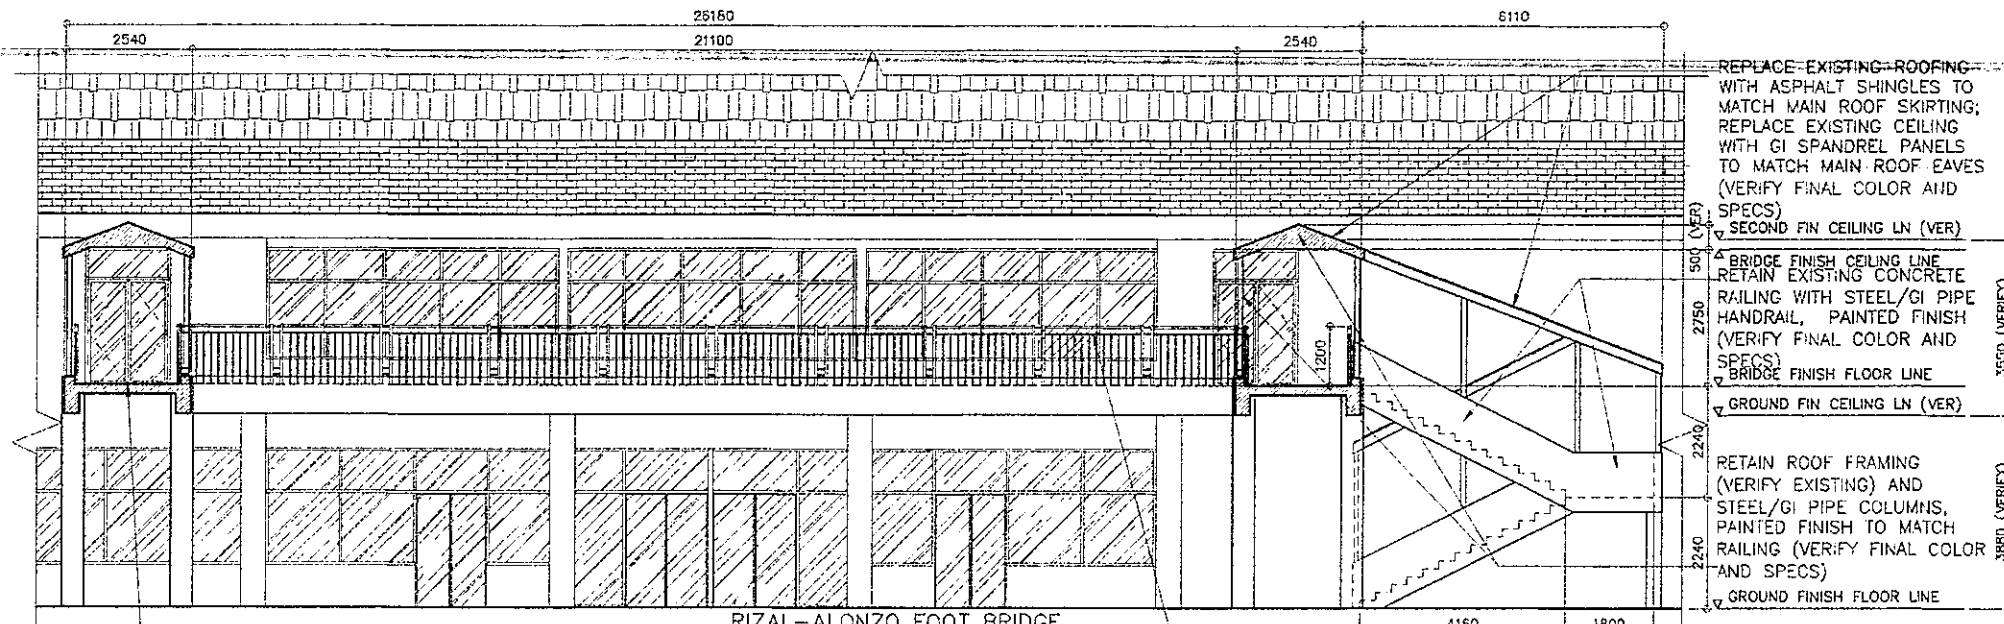 26180
6110
2540
21100
2540
REPLACE EXISTING ROOFING
WITH ASPHALT SHINGLES TO
MATCH MAIN ROOF SKIRTING;
REPLACE EXISTING CEILING
WITH GI SPANDREL PANELS
TO MATCH MAIN ROOF EAVES
(VERIFY FINAL COLOR AND
SPECS)
SECOND FIN CEILING LN (VER)
500 (VER)
BRIDGE FINISH CEILING LINE
RETAIN EXISTING CONCRETE
RAILING WITH STEEL/GI PIPE
HANDRAIL, PAINTED FINISH
(VERIFY FINAL COLOR AND
SPECS)
2750
1200
BRIDGE FINISH FLOOR LINE
GROUND FIN CEILING LN (VER)
2240
RETAIN ROOF FRAMING
(VERIFY EXISTING) AND
STEEL/GI PIPE COLUMNS,
PAINTED FINISH TO MATCH
RAILING (VERIFY FINAL COLOR
AND SPECS)
2240
GROUND FINISH FLOOR LINE
RIZAL-ALONZO FOOT BRIDGE
4160
1800